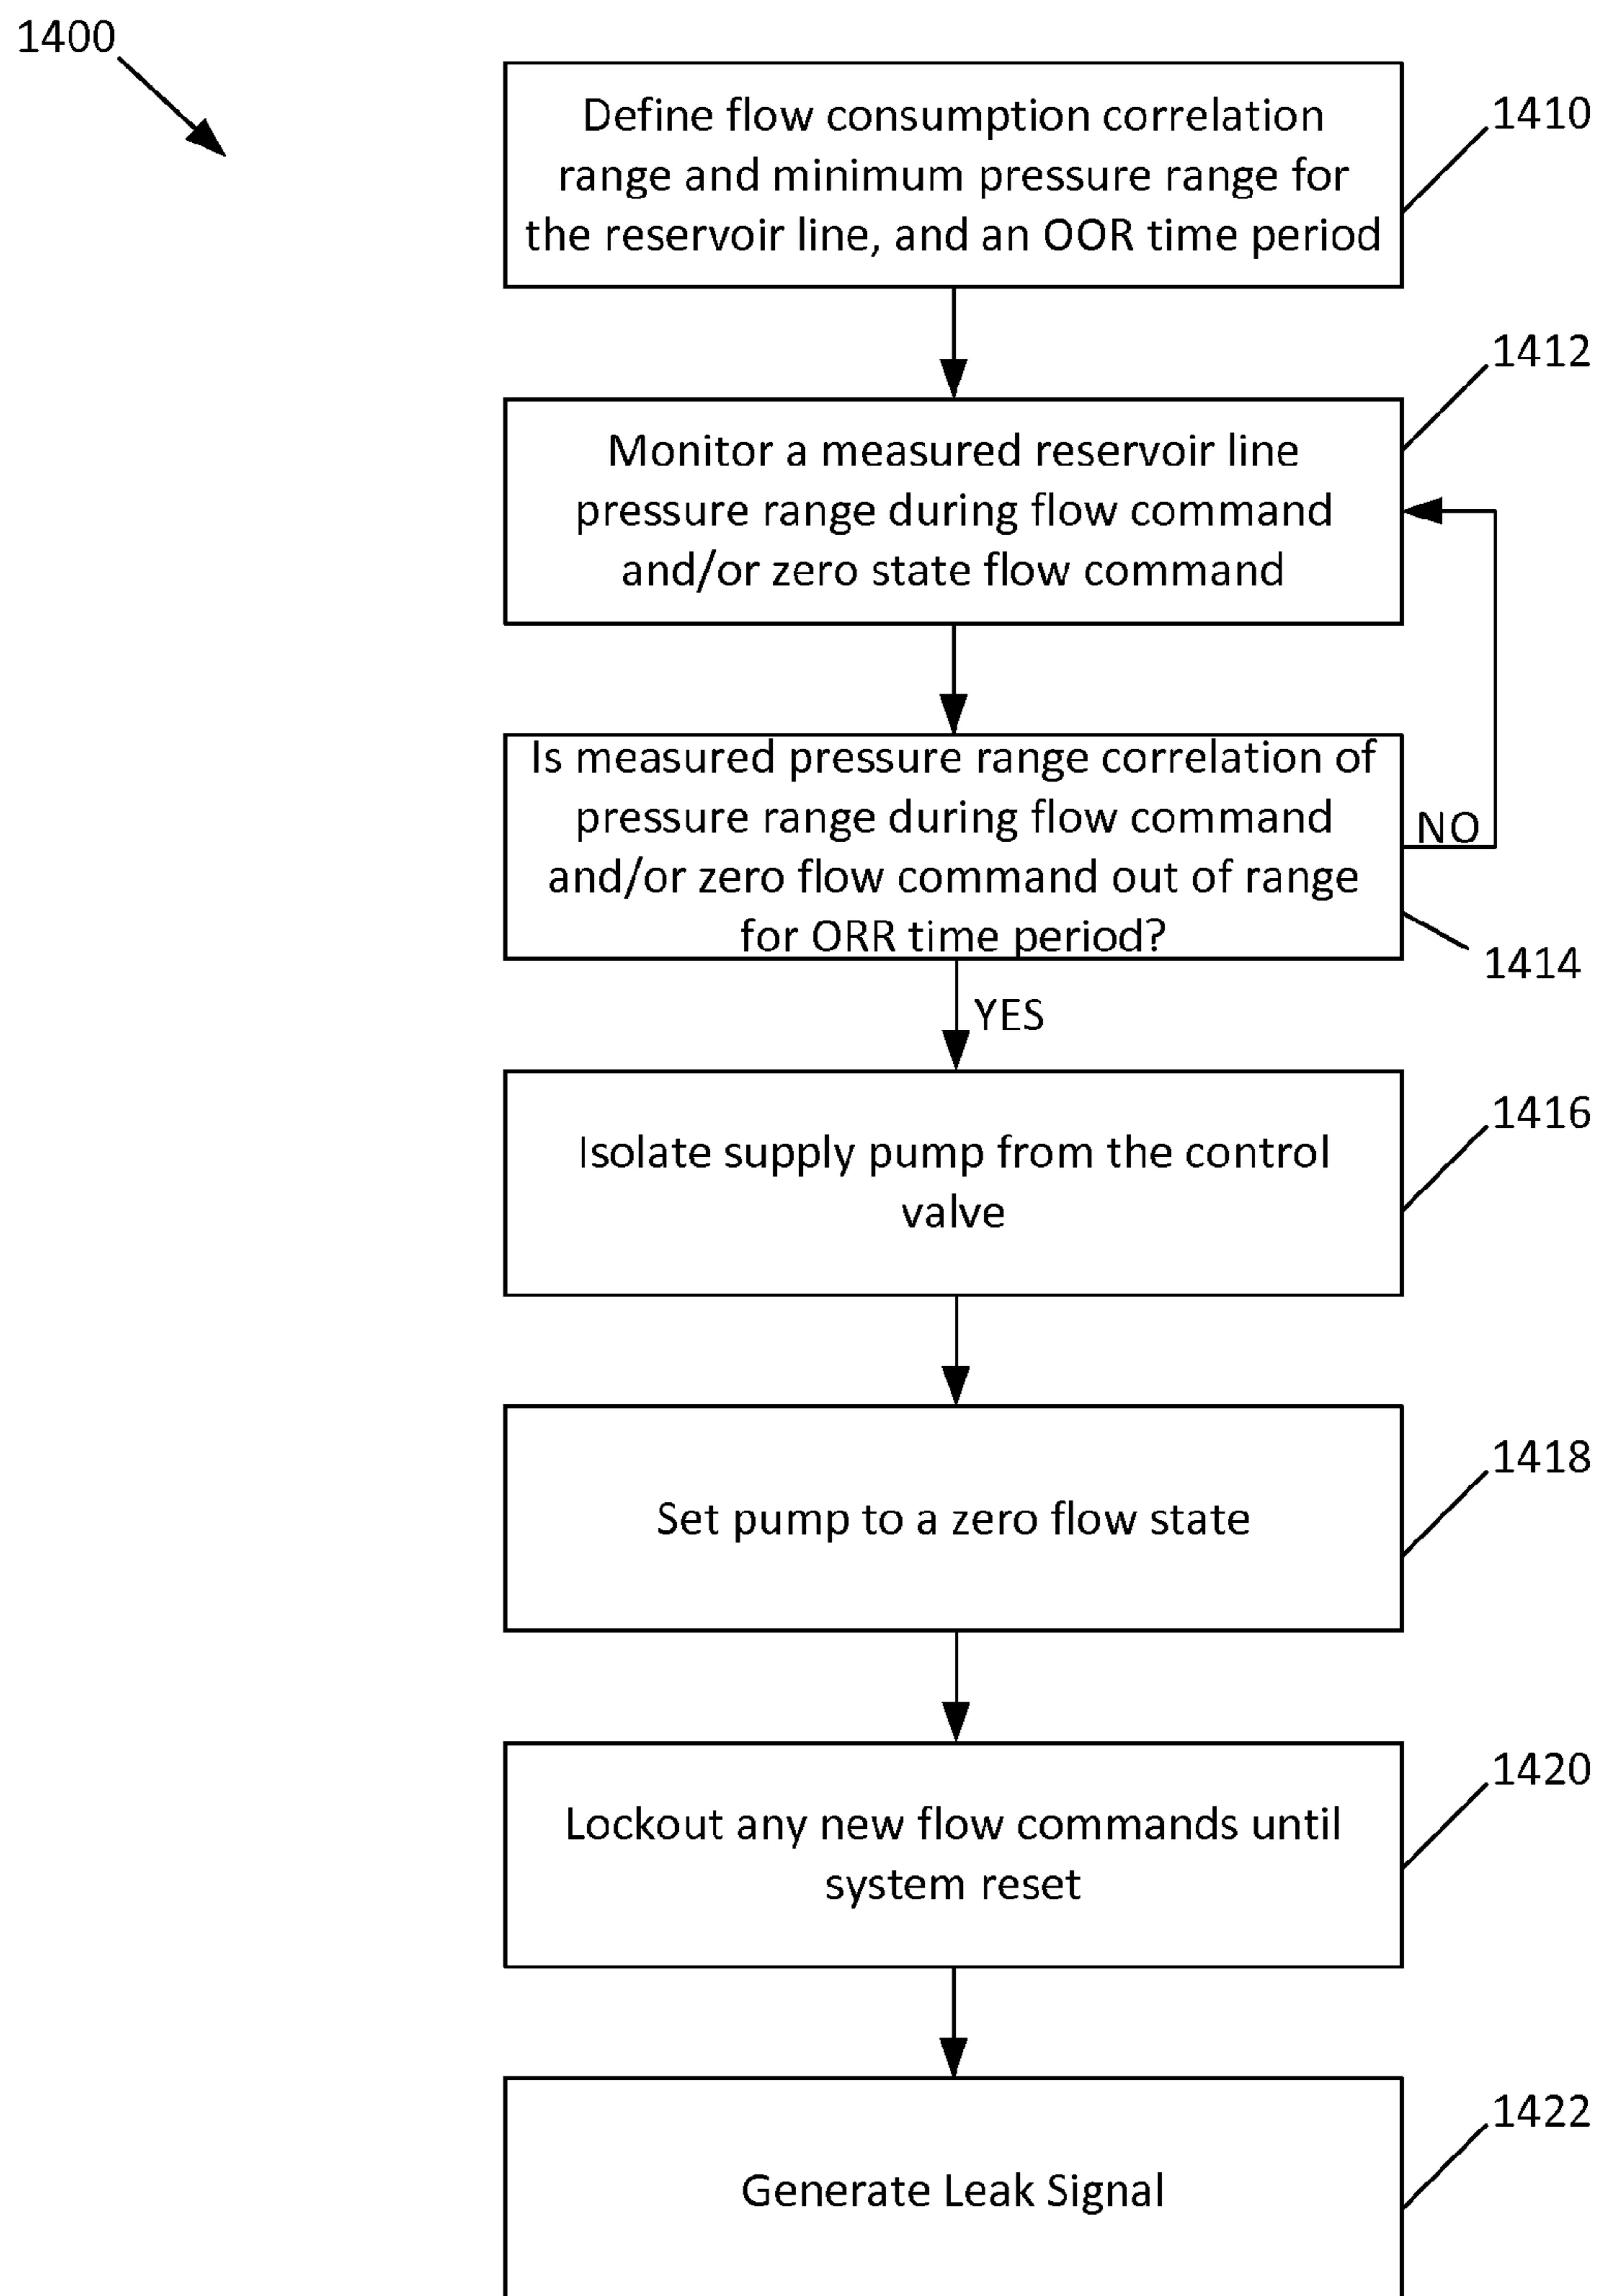 1400
Define flow consumption correlation
range and minimum pressure range for
the reservoir line, and an OOR time period
1410
Monitor a measured reservoir line
pressure range during flow command
and/or zero state flow command
1412
Is measured pressure range correlation of
pressure range during flow command
and/or zero flow command out of range
for ORR time period?
NO
1414
YES
Isolate supply pump from the control
valve
1416
Set pump to a zero flow state
1418
Lockout any new flow commands until
system reset
1420
Generate Leak Signal
1422